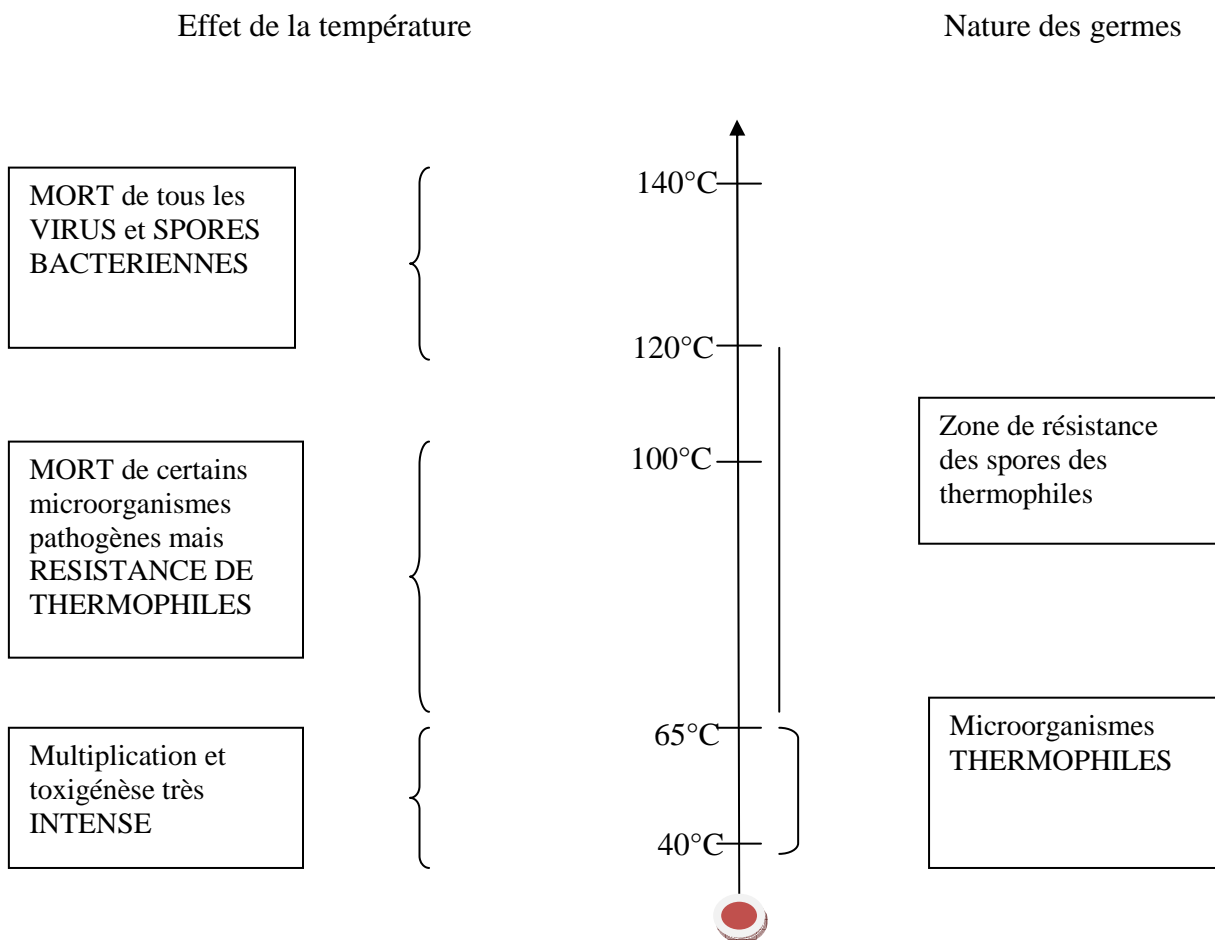 Effet de la température
Nature des germes
MORT de tous les
VIRUS et SPORES
BACTERIENNES
140°C
120°C
MORT de certains
microorganismes
pathogènes mais
RESISTANCE DE
THERMOPHILES
100°C
Zone de résistance
des spores des
thermophiles
Multiplication et
toxigénèse très
INTENSE
65°C
40°C
Microorganismes
THERMOPHILES